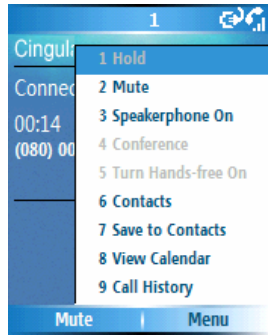 1
Cingula
Connec
00:14
(080) 00
1 Hold
2 Mute
3 Speakerphone On
4 Conference
5 Turn Hands-free On
6 Contacts
7 Save to Contacts
8 View Calendar
9 Call History
Mute Menu